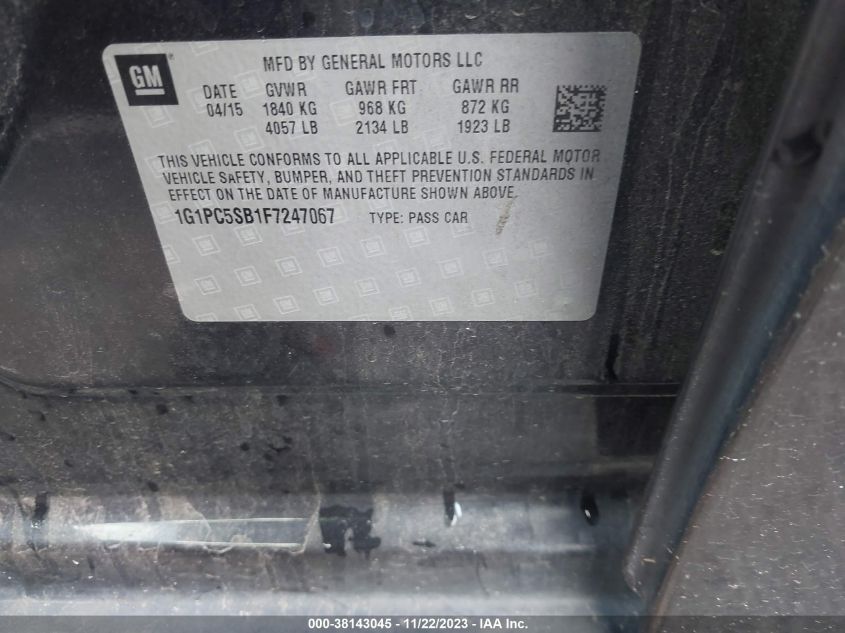 GM
MFD BY GENERAL MOTORS LLC
DATE GVWR GAWR FRT GAWR RR
04/15 1840 KG 968 KG 872 KG
4057 LB 2134 LB 1923 LB
THIS VEHICLE CONFORMS TO ALL APPLICABLE U.S. FEDERAL MOTOR
VEHICLE SAFETY, BUMPER, AND THEFT PREVENTION STANDARDS IN
EFFECT ON THE DATE OF MANUFACTURE SHOWN ABOVE.
1G1PC5SB1F7247067 TYPE: PASS CAR
000-38143045 - 11/22/2023 - IAA Inc.